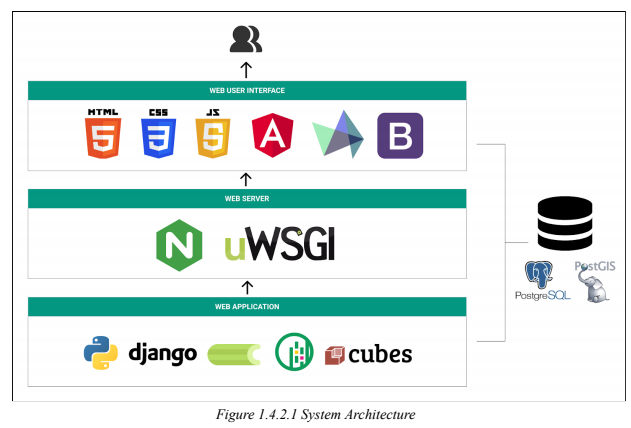 WEB USER INTERFACE
HTML CSS JS
5 3 5 A B
WEB SERVER
N uWSGI
PostGIS
PostgreSQL
WEB APPLICATION
django cubes
Figure 1.4.2.1 System Architecture